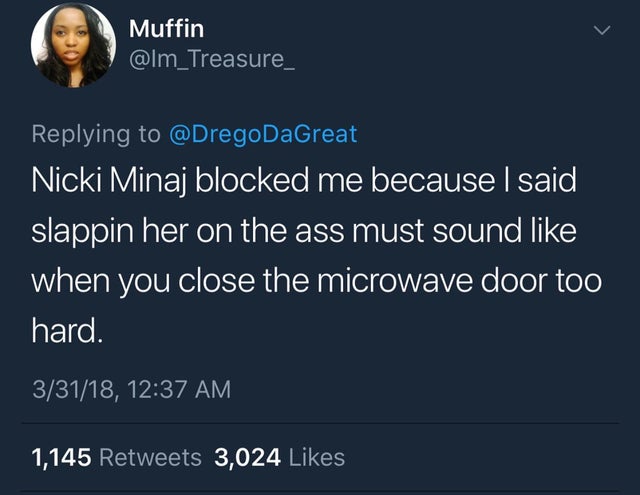 Muffin
@Im_Treasure_
Replying to @DregoDaGreat
Nicki Minaj blocked me because I said
slappin her on the ass must sound like
when you close the microwave door too
hard.
3/31/18, 12:37 AM
1,145 Retweets 3,024 Likes